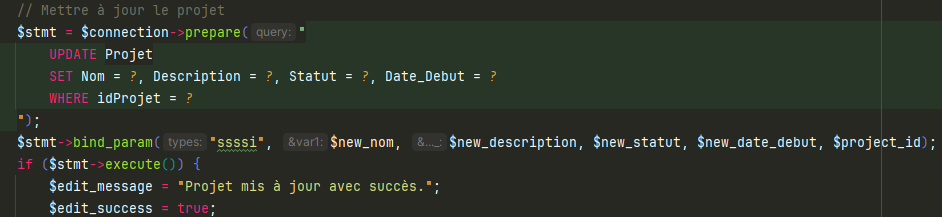 // Mettre à jour le projet
$stmt = $connection->prepare( query: "
UPDATE Projet
SET Nom = ?, Description = ?, Statut = ?, Date_Debut = ?
WHERE idProjet = ?
");
$stmt->bind_param( types: "ssssi", &var1: $new_nom, &..._: $new_description, $new_statut, $new_date_debut, $project_id);
if ($stmt->execute()) {
$edit_message = "Projet mis à jour avec succès.";
$edit_success = true;